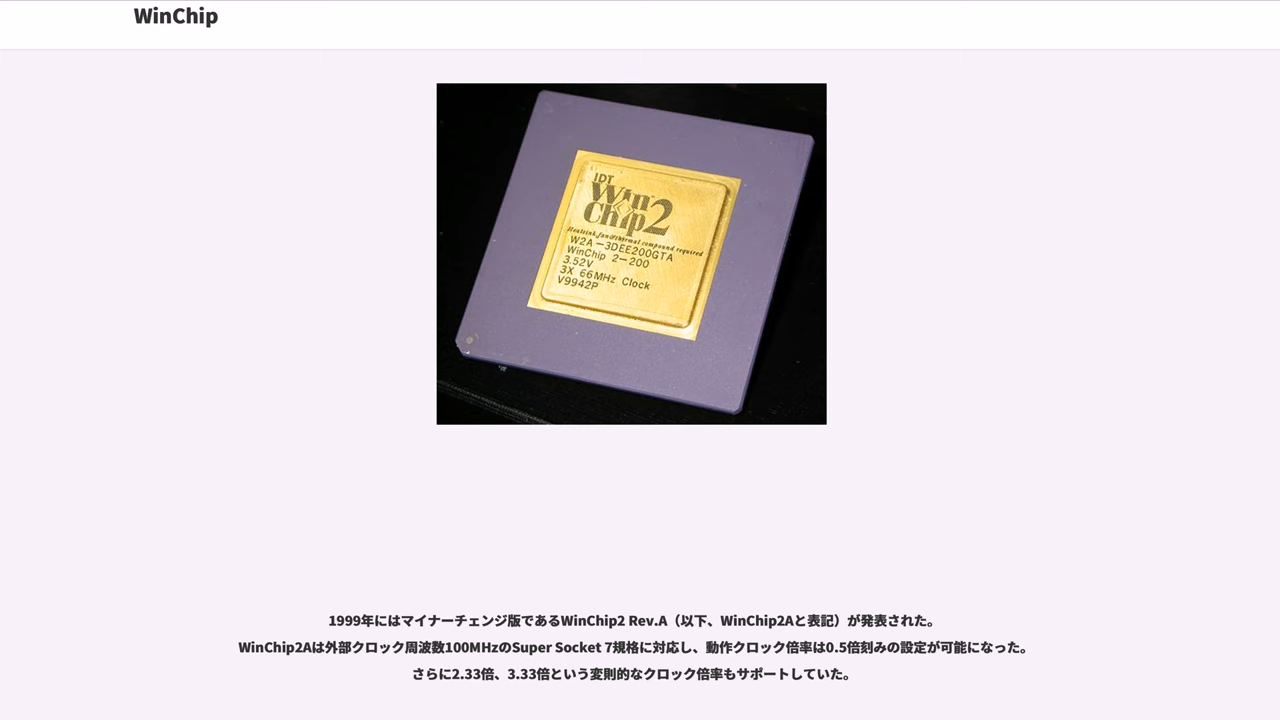 WinChip
IDT
WinChip 2
Heatsink, fan & thermal compound required
W2A-3DEE200GTA
WinChip 2-200
3.52V
3X 66MHz Clock
V9942P
1999年にはマイナーチェンジ版であるWinChip2 Rev.A（以下、WinChip2Aと表記）が発表された。
WinChip2Aは外部クロック周波数100MHzのSuper Socket 7規格に対応し、動作クロック倍率は0.5倍刻みの設定が可能になった。
さらに2.33倍、3.33倍という変則的なクロック倍率もサポートしていた。